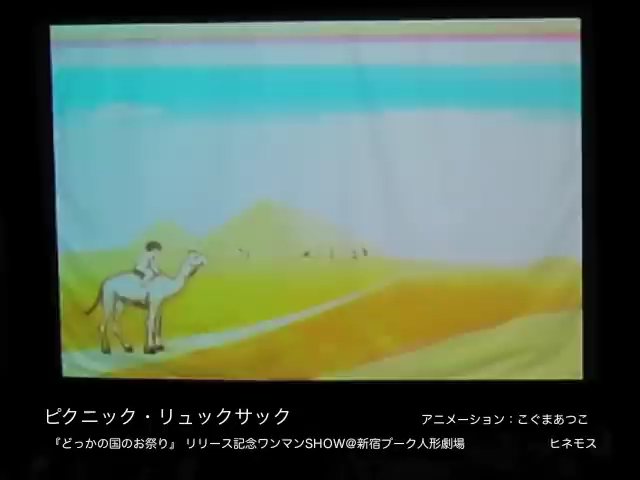 ピクニック・リュックサック
アニメーション：こぐまあつこ
『どっかの国のお祭り』 リリース記念ワンマンSHOW@新宿プーク人形劇場
ヒネモス